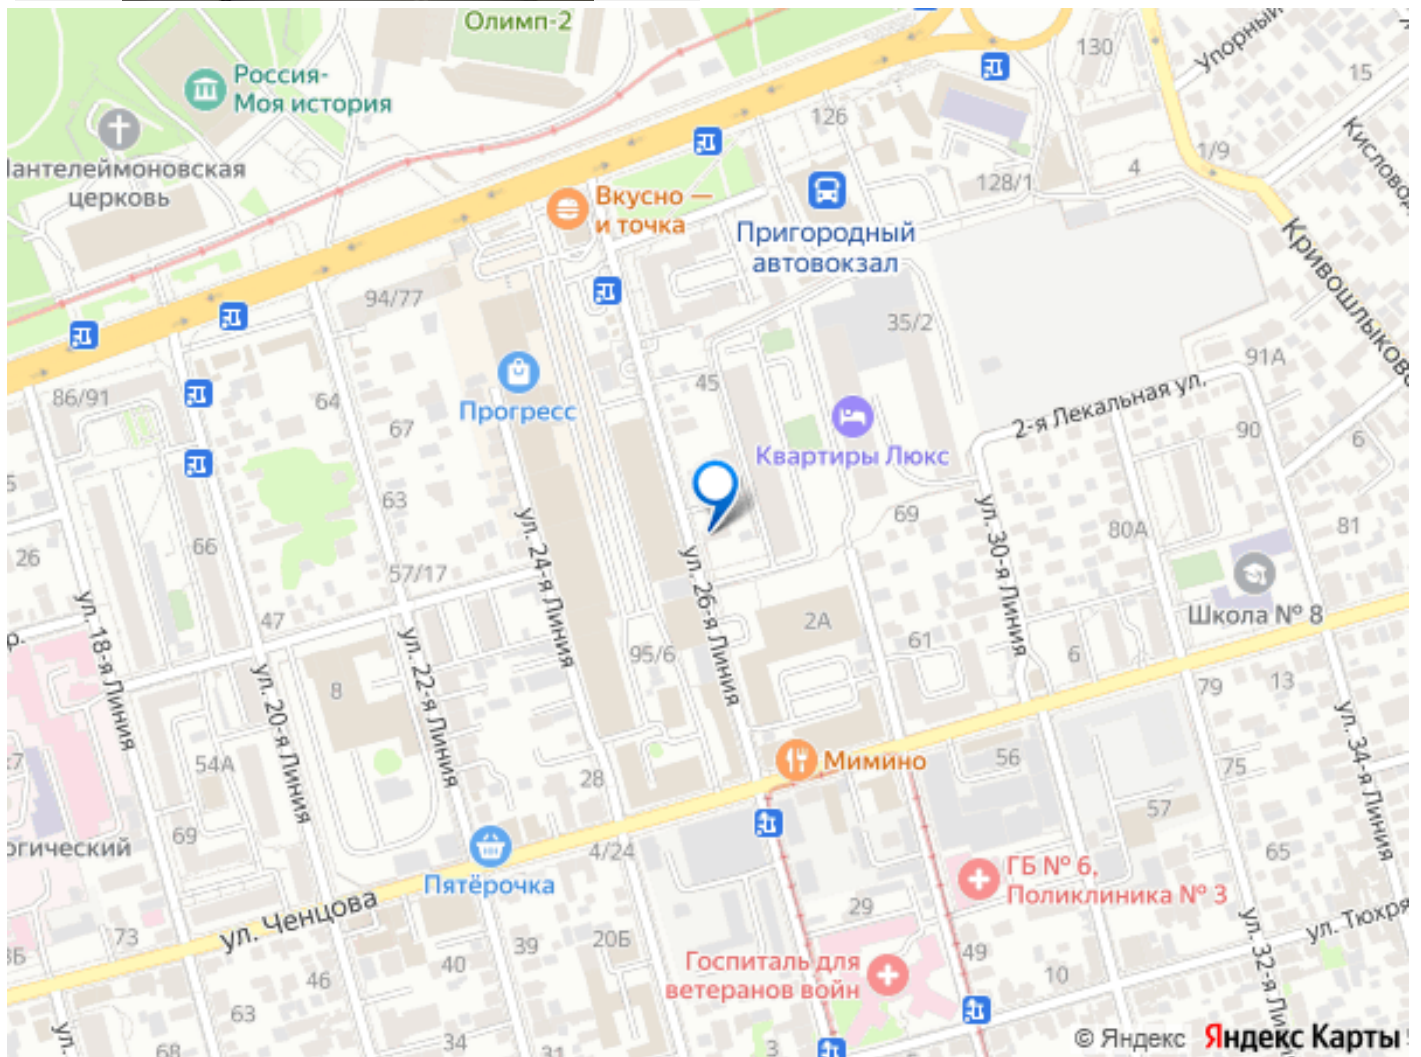 Олимп-2
Россия-
Моя история
130
Упорный
15
126
Кисловод
1/9
4
128/1
церковь
Вкусно —
и точка
Пригородный
автовокзал
Кривошлыково
94/77
35/2
91А
45
86/91
64
Прогресс
67
2-я Лекальная ул.
90
6
Квартиры Люкс
63
5
69
80А
81
66
26
ул. 24-я Линия
ул. 26-я Линия
ул. 30-я Линия
57/17
Школа № 8
47
2А
61
ул. 18-я Линия
ул. 22-я Линия
95/6
6
ул. 20-я Линия
8
79
13
ул. 34-я Линия
54А
28
Мимино
56
75
57
69
огический
4/24
65
Пятёрочка
ГБ № 6,
Поликлиника № 3
29
ул. Ченцова
73
39
20Б
49
ул. Тюхря
ул. 32-я Лин
40
Госпиталь для
ветеранов войн
10
46
63
34
ул.
68
31
3
© Яндекс Яндекс Карты